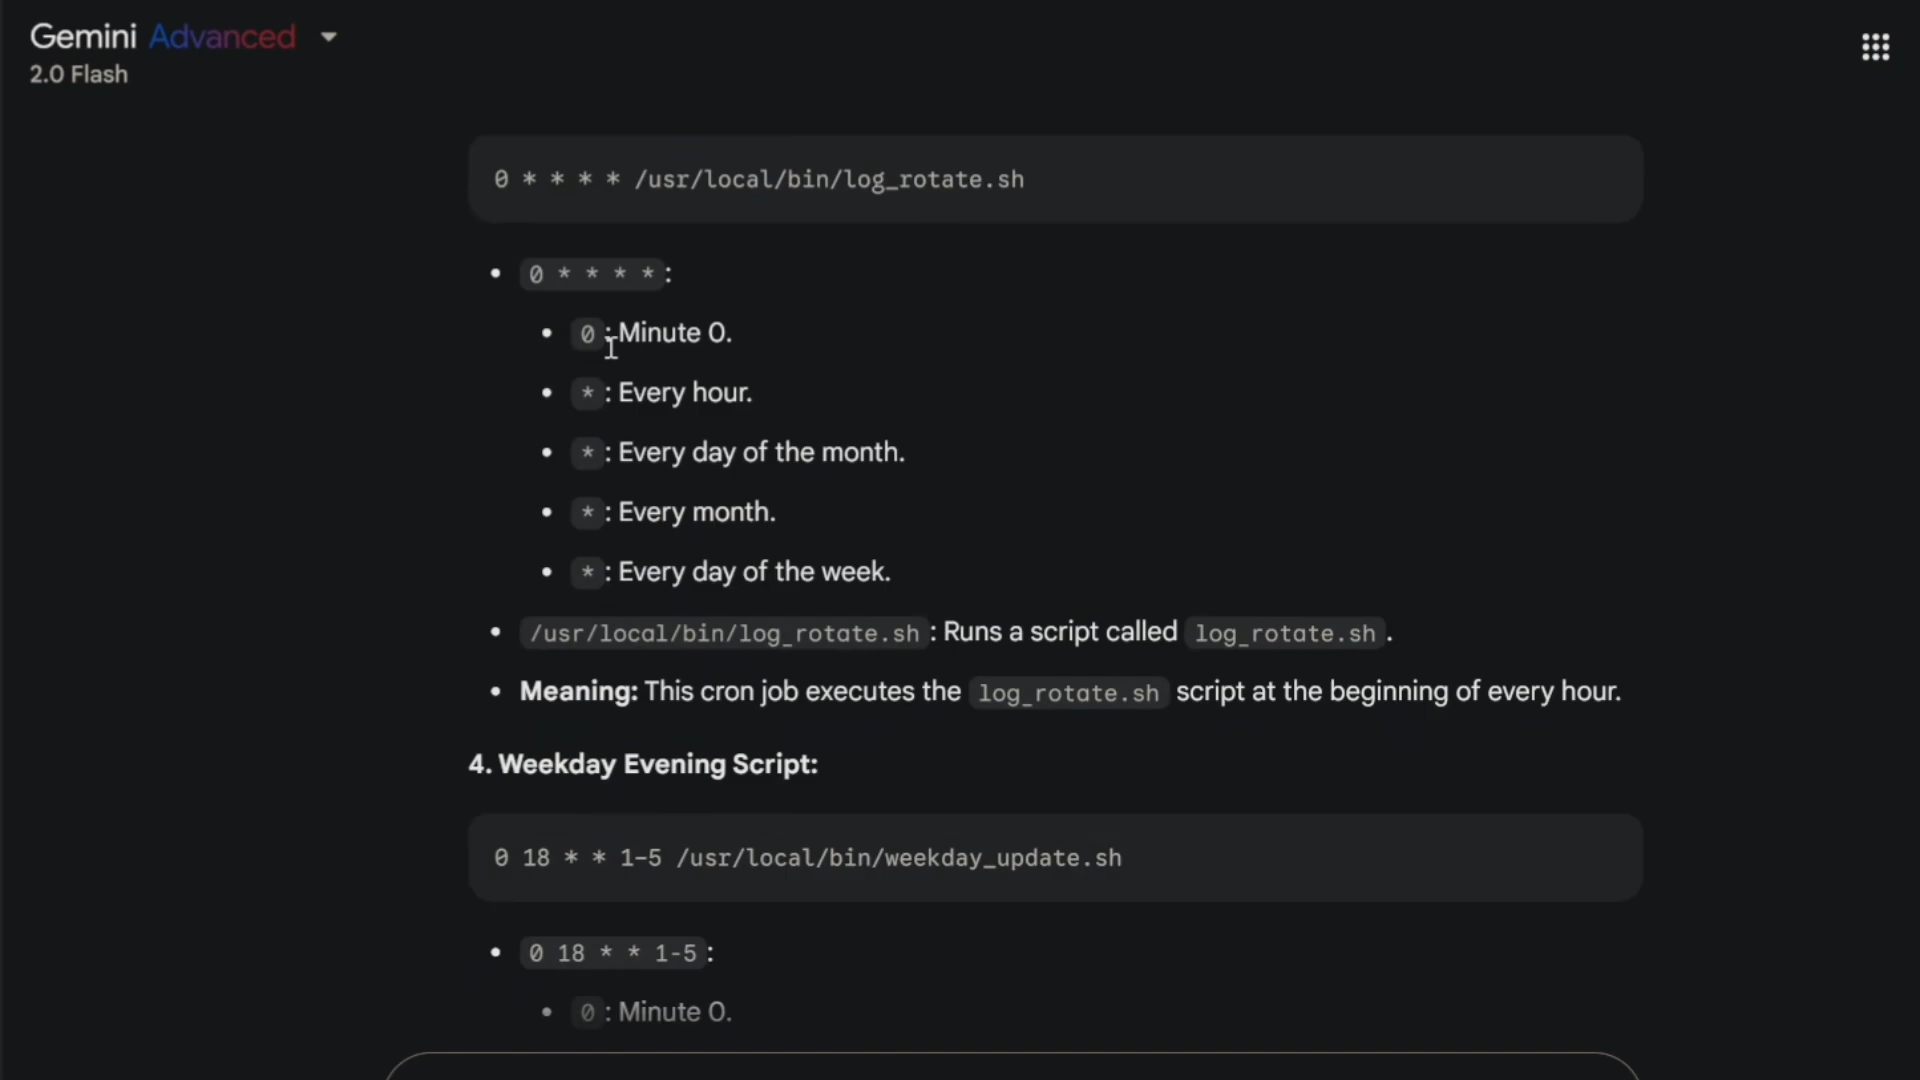 Gemini Advanced
2.0 Flash
0 * * * * /usr/local/bin/log_rotate.sh
• 0 * * * * :
• 0 : Minute 0.
• * : Every hour.
• * : Every day of the month.
• * : Every month.
• * : Every day of the week.
• /usr/local/bin/log_rotate.sh : Runs a script called log_rotate.sh .
• Meaning: This cron job executes the log_rotate.sh script at the beginning of every hour.
4. Weekday Evening Script:
0 18 * * 1-5 /usr/local/bin/weekday_update.sh
• 0 18 * * 1-5 :
• 0 : Minute 0.